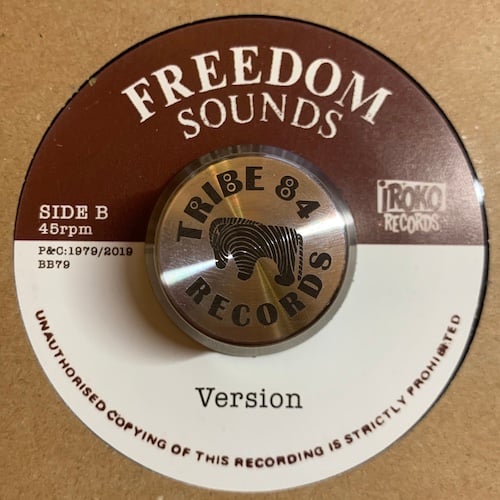 FREEDOM
SOUNDS
SIDE B
45rpm
P&C:1979/2019
BB79
iROKO
RECORDS
TRIBE 84
RECORDS
Version
UNAUTHORISED COPYING OF THIS RECORDING IS STRICTLY PROHIBITED